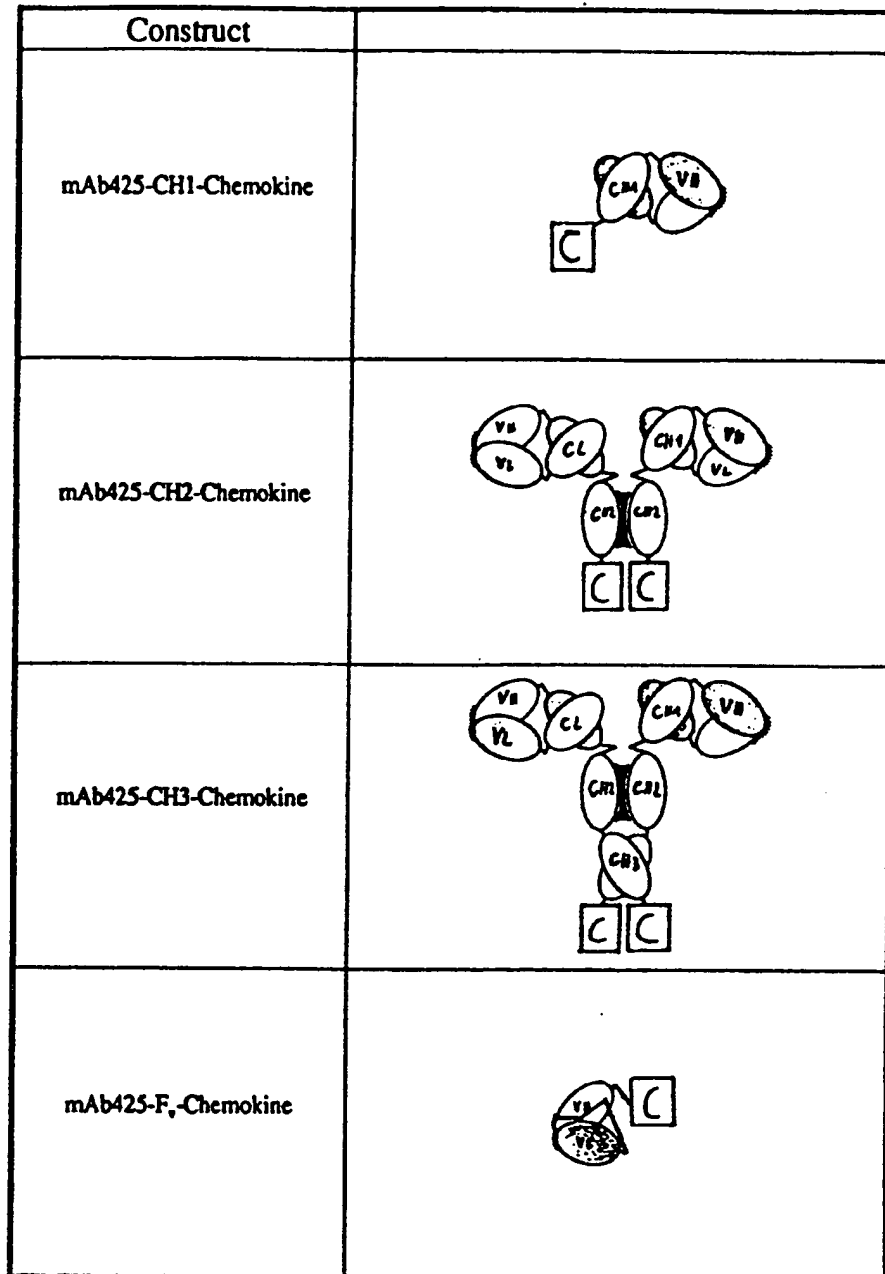 Construct
mAb425-CH1-Chemokine
CH1 VH
C
mAb425-CH2-Chemokine
VH CL CH1 VH
VL VL
CH2 CH2
C C
mAb425-CH3-Chemokine
VH CL CH1 VH
VL
CH2 CH2
CH3
C C
mAb425-Fv-Chemokine
VH C